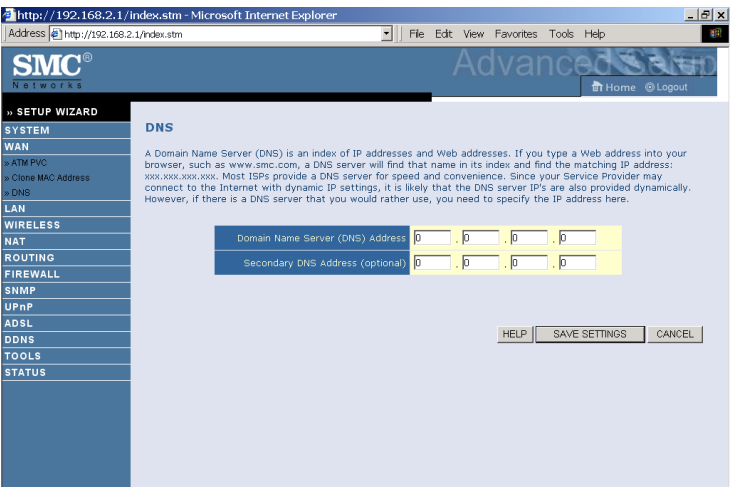 http://192.168.2.1/index.stm - Microsoft Internet Explorer
Address http://192.168.2.1/index.stm File Edit View Favorites Tools Help
SMC®
Networks
Advanced Setup
Home Logout
» SETUP WIZARD
SYSTEM
WAN
» ATM PVC
» Clone MAC Address
» DNS
LAN
WIRELESS
NAT
ROUTING
FIREWALL
SNMP
UPnP
ADSL
DDNS
TOOLS
STATUS
DNS
A Domain Name Server (DNS) is an index of IP addresses and Web addresses. If you type a Web address into your
browser, such as www.smc.com, a DNS server will find that name in its index and find the matching IP address:
xxx.xxx.xxx.xxx. Most ISPs provide a DNS server for speed and convenience. Since your Service Provider may
connect to the Internet with dynamic IP settings, it is likely that the DNS server IP's are also provided dynamically.
However, if there is a DNS server that you would rather use, you need to specify the IP address here.
Domain Name Server (DNS) Address 0 . 0 . 0 . 0
Secondary DNS Address (optional) 0 . 0 . 0 . 0
HELP SAVE SETTINGS CANCEL